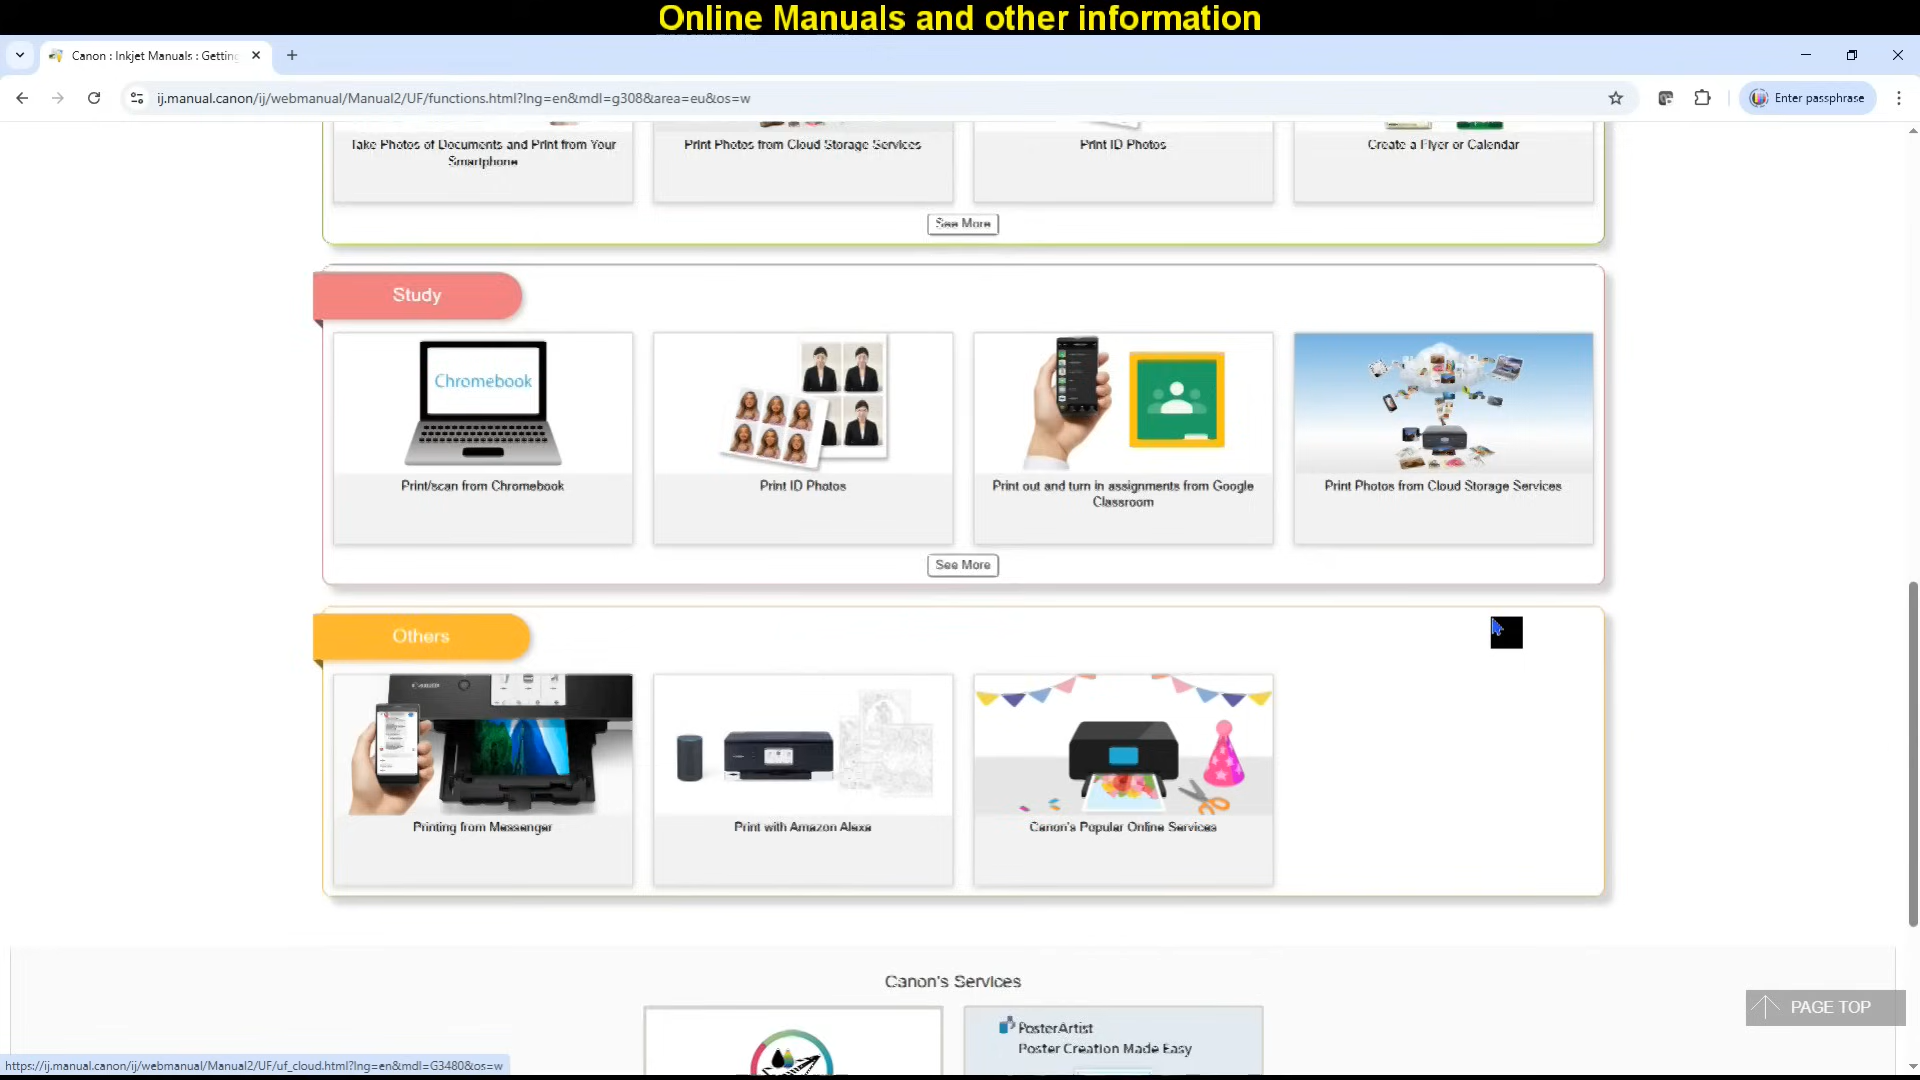 Online Manuals and other information
Canon : Inkjet Manuals : Getting
ij.manual.canon/ij/webmanual/Manual2/UF/functions.html?lng=en&mdl=g308&area=eu&os=w
Enter passphrase
Take Photos of Documents and Print from Your
Smartphone
Print Photos from Cloud Storage Services
Print ID Photos
Create a Flyer or Calendar
See More
Study
Chromebook
Print/scan from Chromebook
Print ID Photos
Print out and turn in assignments from Google
Classroom
Print Photos from Cloud Storage Services
See More
Others
Printing from Messenger
Print with Amazon Alexa
Canon's Popular Online Services
Canon's Services
PosterArtist
Poster Creation Made Easy
PAGE TOP
https://ij.manual.canon/ij/webmanual/Manual2/UF/uf_cloud.html?lng=en&mdl=G3480&os=w